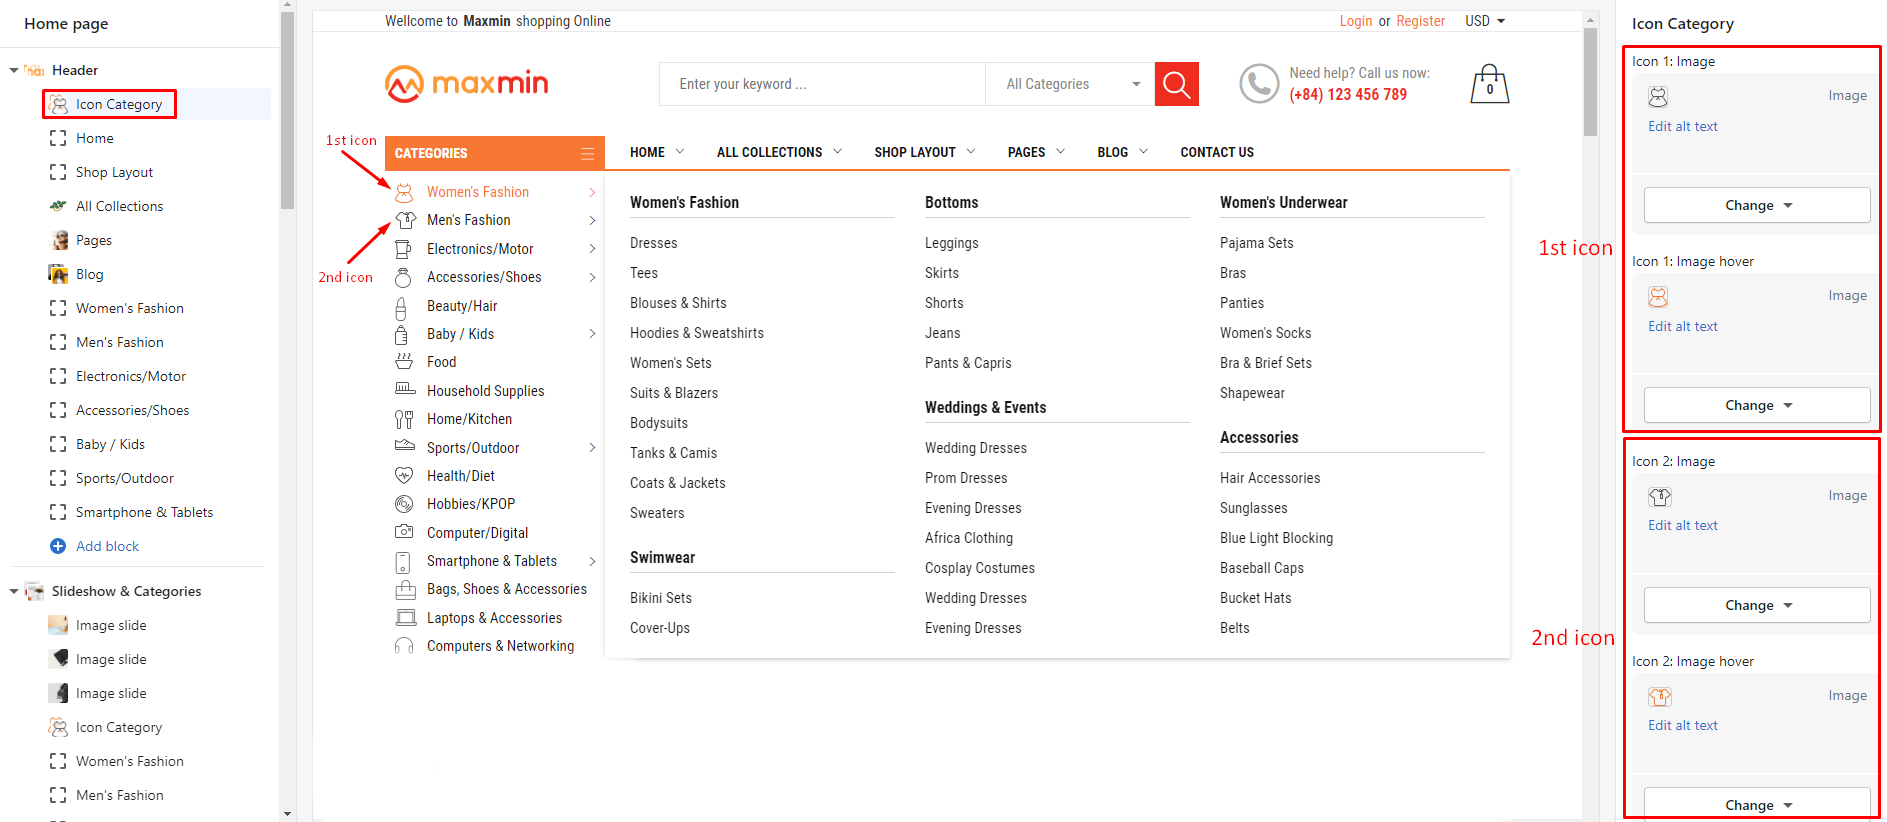 Home page
Header
Icon Category
Home
Shop Layout
All Collections
Pages
Blog
Women's Fashion
Men's Fashion
Electronics/Motor
Accessories/Shoes
Baby / Kids
Sports/Outdoor
Smartphone & Tablets
Add block
Slideshow & Categories
Image slide
Image slide
Image slide
Icon Category
Women's Fashion
Men's Fashion
Wellcome to Maxmin shopping Online
Login or Register USD
maxmin
Enter your keyword ...
All Categories
Need help? Call us now:
(+84) 123 456 789
0
1st icon
2nd icon
CATEGORIES
HOME ALL COLLECTIONS SHOP LAYOUT PAGES BLOG CONTACT US
Women's Fashion
Men's Fashion
Electronics/Motor
Accessories/Shoes
Beauty/Hair
Baby / Kids
Food
Household Supplies
Home/Kitchen
Sports/Outdoor
Health/Diet
Hobbies/KPOP
Computer/Digital
Smartphone & Tablets
Bags, Shoes & Accessories
Laptops & Accessories
Computers & Networking
Women's Fashion
Dresses
Tees
Blouses & Shirts
Hoodies & Sweatshirts
Women's Sets
Suits & Blazers
Bodysuits
Tanks & Camis
Coats & Jackets
Sweaters
Swimwear
Bikini Sets
Cover-Ups
Bottoms
Leggings
Skirts
Shorts
Jeans
Pants & Capris
Weddings & Events
Wedding Dresses
Prom Dresses
Evening Dresses
Africa Clothing
Cosplay Costumes
Wedding Dresses
Evening Dresses
Women's Underwear
Pajama Sets
Bras
Panties
Women's Socks
Bra & Brief Sets
Shapewear
Accessories
Hair Accessories
Sunglasses
Blue Light Blocking
Baseball Caps
Bucket Hats
Belts
1st icon
2nd icon
Icon Category
Icon 1: Image
Image
Edit alt text
Change
Icon 1: Image hover
Image
Edit alt text
Change
Icon 2: Image
Image
Edit alt text
Change
Icon 2: Image hover
Image
Edit alt text
Change